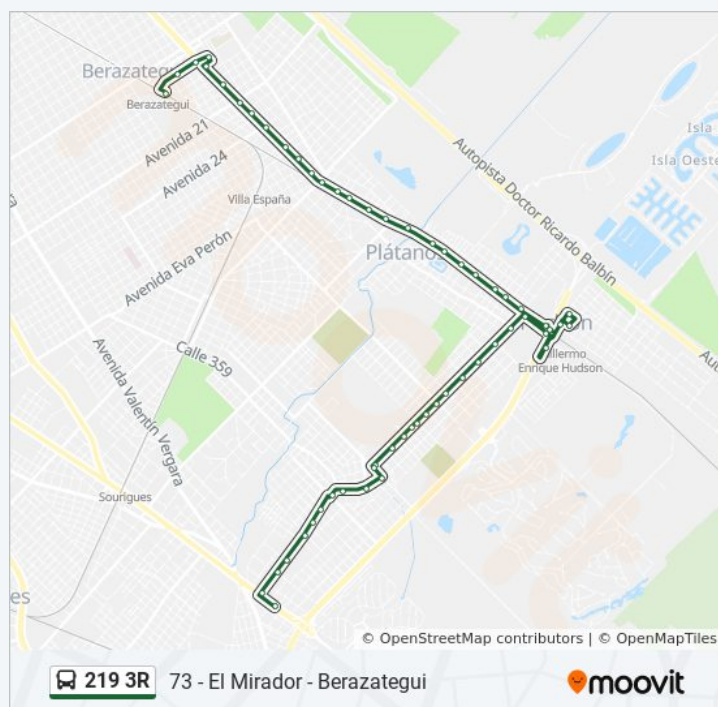 Berazategui
Berazategui
Avenida 21
Avenida 24
Villa España
Autopista Doctor Ricardo Balbín
Isla
Isla Oeste
Avenida Eva Perón
Plátanos
Calle 359
Enrique Hudson
Avenida Valentín Vergara
Sourigues
es
© OpenStreetMap contributors | © OpenMapTiles
219 3R
73 - El Mirador - Berazategui
moovit